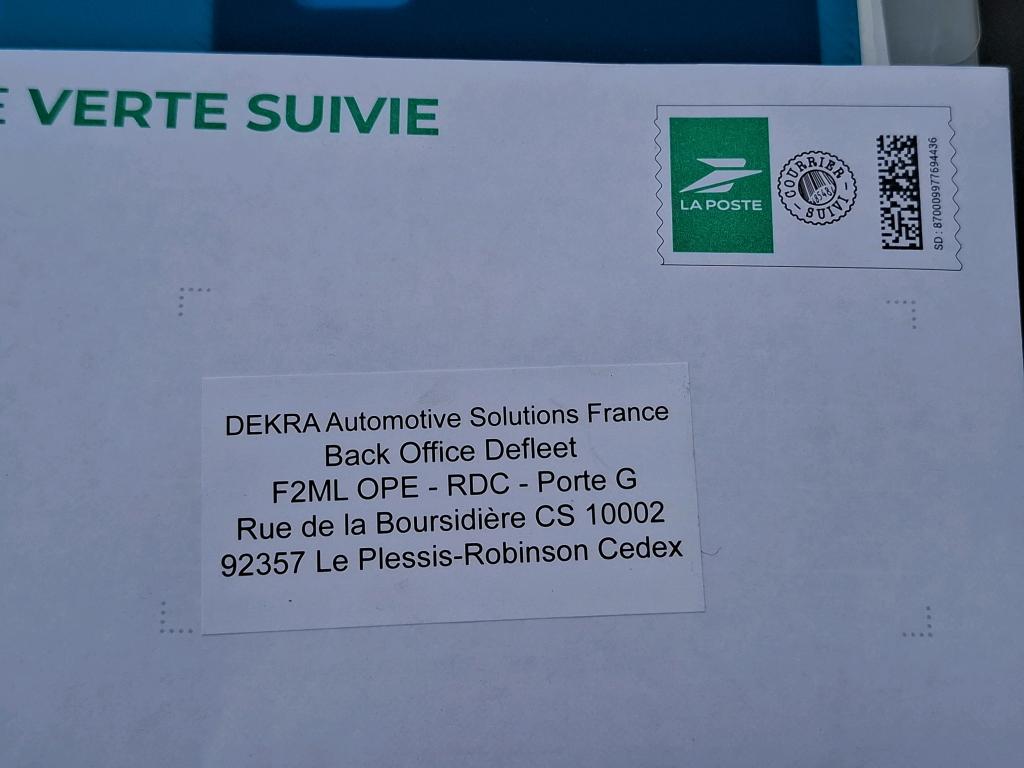 VERTE SUIVIE
LA POSTE
COURRIER
SUIVI
SD : 870009977694436
DEKRA Automotive Solutions France
Back Office Defleet
F2ML OPE - RDC - Porte G
Rue de la Boursidière CS 10002
92357 Le Plessis-Robinson Cedex